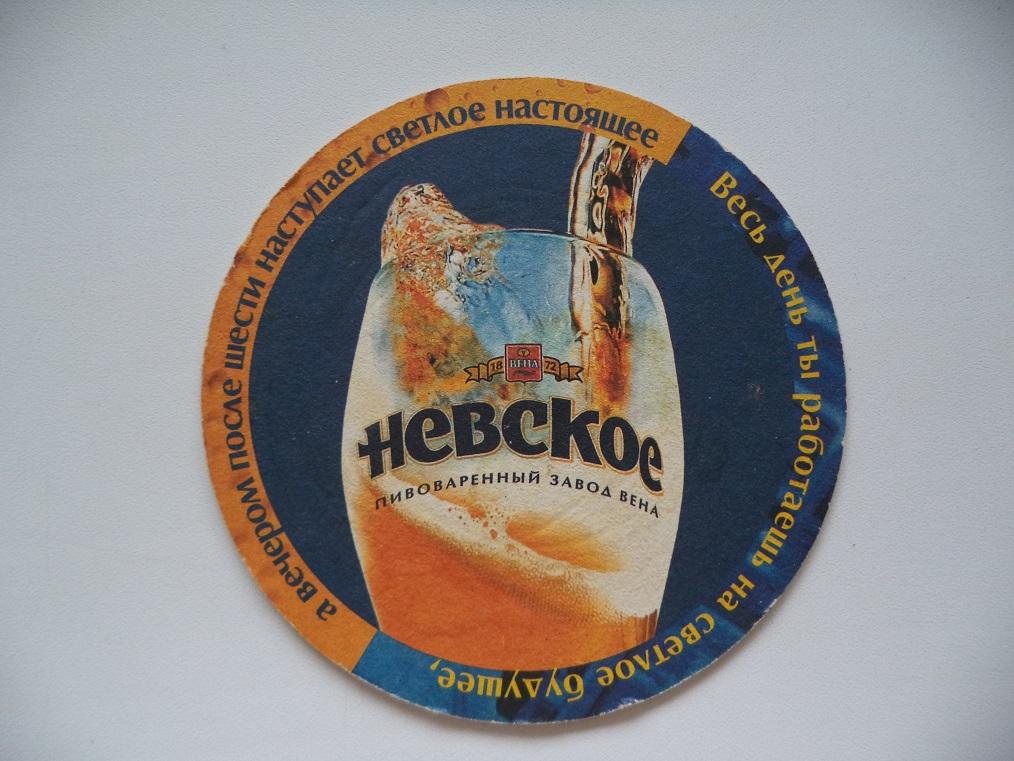 Весь день ты работаешь на светлое будущее,
а вечером после шести наступает светлое настоящее
18 ВЕНА 72
Невское
ПИВОВАРЕННЫЙ ЗАВОД ВЕНА